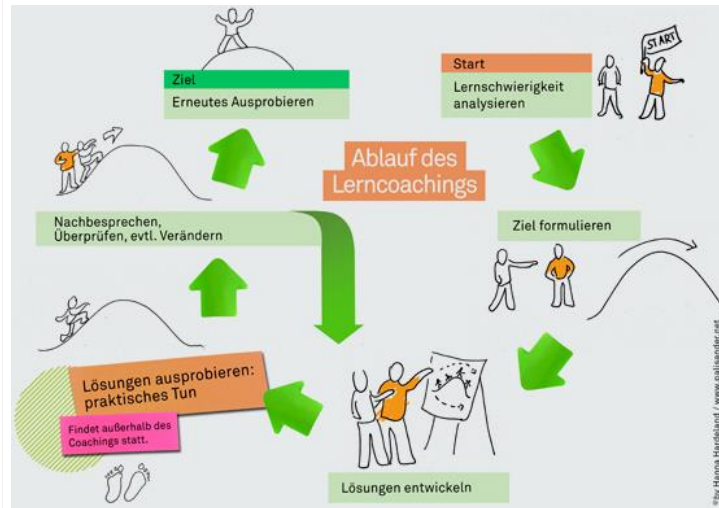 Ablauf des
Lerncoachings
Start
Lernschwierigkeit
analysieren
START
Ziel formulieren
Lösungen entwickeln
Lösungen ausprobieren:
praktisches Tun
Findet außerhalb des
Coachings statt.
Nachbesprechen,
Überprüfen, evtl. Verändern
Ziel
Erneutes Ausprobieren
©by Hanna Hardeland / www.palisander.net